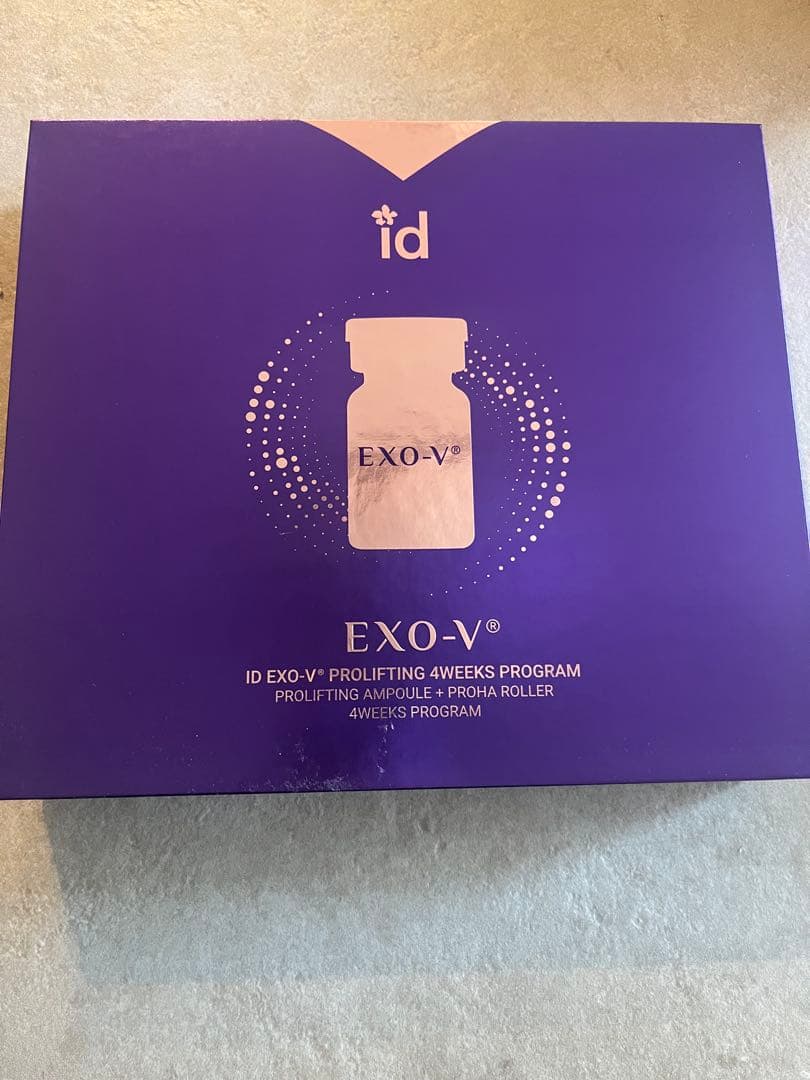 id
EXO-V®
EXO-V®
ID EXO-V® PROLIFTING 4WEEKS PROGRAM
PROLIFTING AMPOULE + PROHA ROLLER
4WEEKS PROGRAM